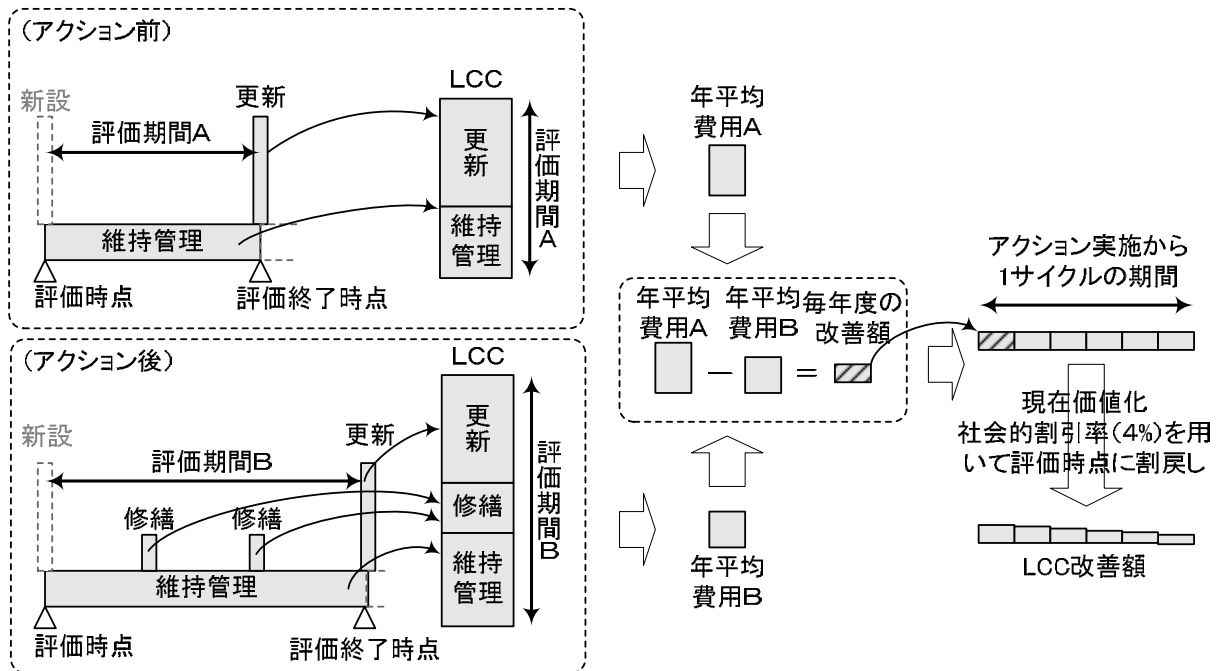 （アクション前）
新設
更新
評価期間A
維持管理
評価時点
評価終了時点
LCC
更
新
維持
管理
評価期間A
（アクション後）
新設
更新
評価期間B
修繕
修繕
維持管理
評価時点
評価終了時点
LCC
更
新
修繕
維持
管理
評価期間B
年平均
費用A
年平均
費用A
年平均
費用B
毎年度の
改善額
－
＝
年平均
費用B
アクション実施から
1サイクルの期間
現在価値化
社会的割引率(4%)を用
いて評価時点に割戻し
LCC改善額